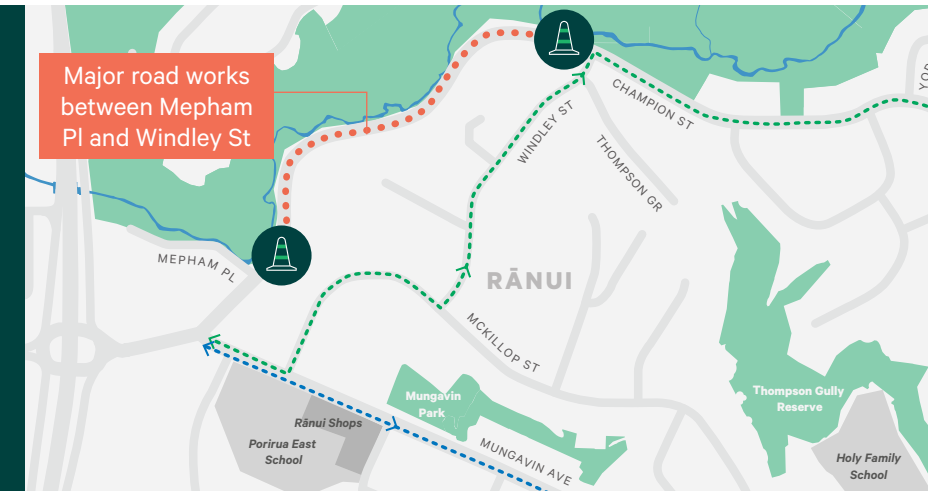 Major road works
between Mepham
Pl and Windley St
CHAMPION ST
WINDLEY ST
THOMPSON GR
MEPHAM PL
RĀNUI
MCKILLOP ST
Mungavin
Park
Thompson Gully
Reserve
Rānui Shops
Porirua East
School
MUNGAVIN AVE
Holy Family
School